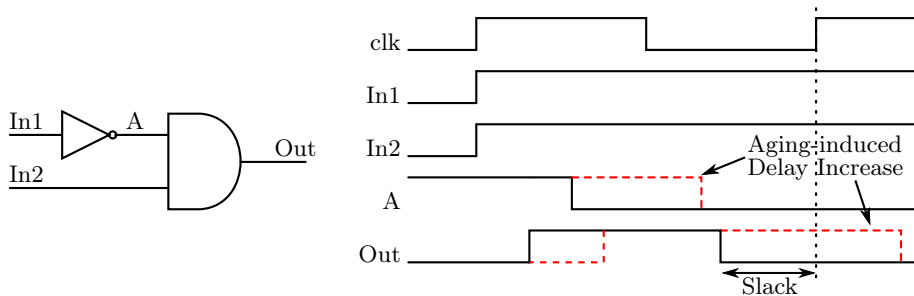 In1
A
In2
Out
clk
In1
In2
Aging-induced
Delay Increase
A
Out
Slack